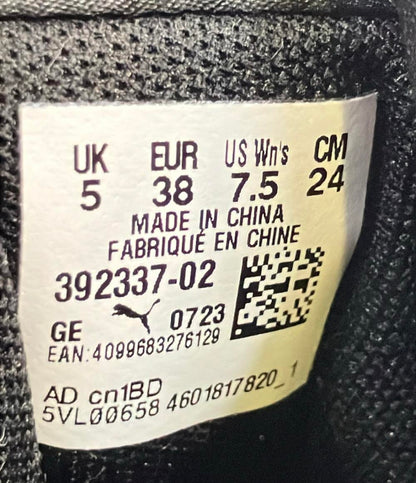 UK EUR US Wn's CM
5 38 7.5 24
MADE IN CHINA
FABRIQUÉ EN CHINE
392337-02
GE 0723
EAN:4099683276129
AD cn1BD
5VL00658 4601817820_1